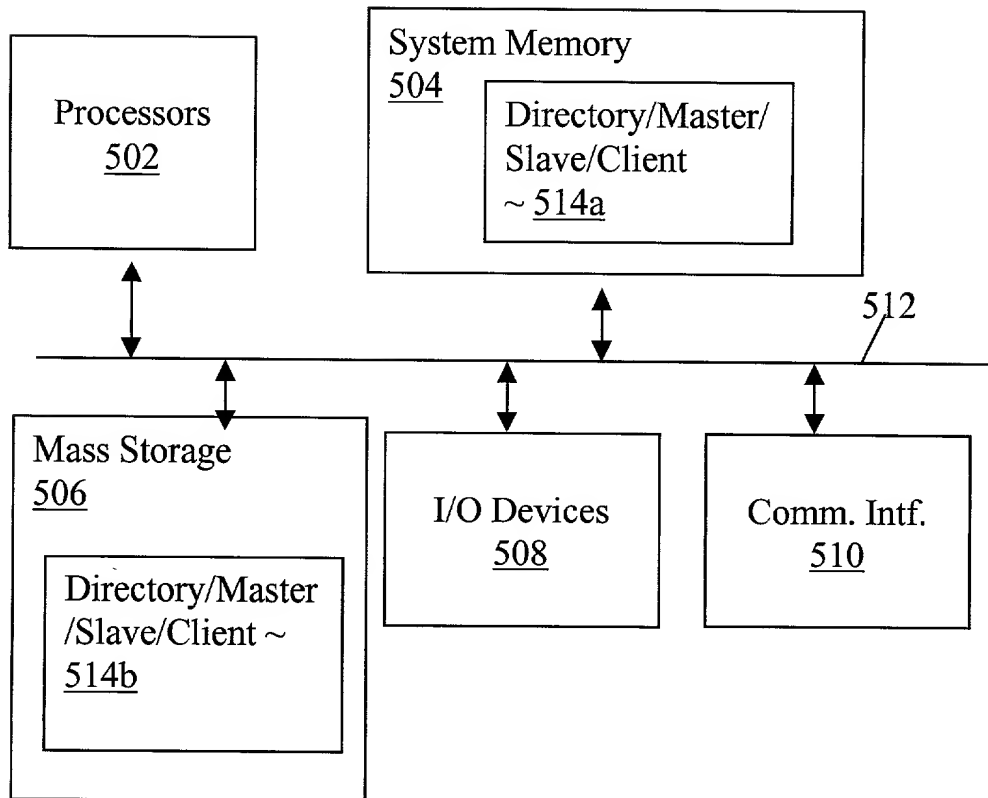 Processors
502
System Memory
504
Directory/Master/
Slave/Client
~ 514a
512
Mass Storage
506
Directory/Master
/Slave/Client ~
514b
I/O Devices
508
Comm. Intf.
510